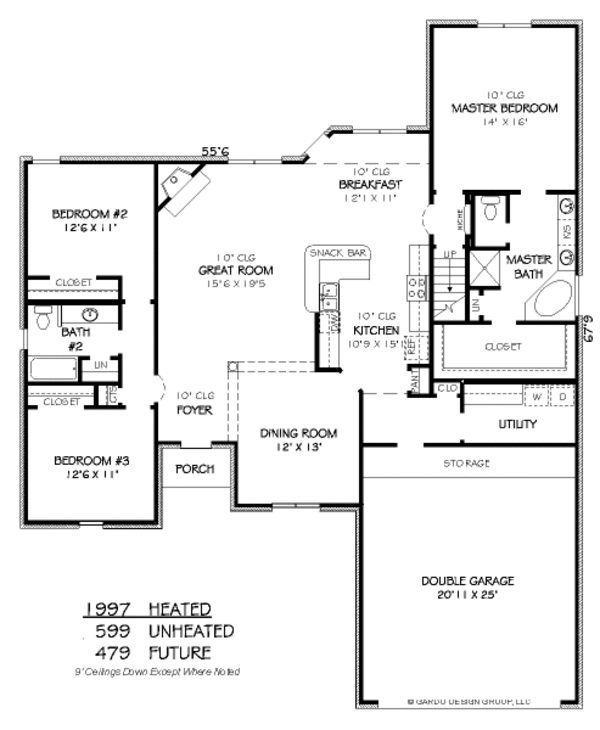 10' CLG
MASTER BEDROOM
14' X 16'
55'6
10' CLG
BREAKFAST
12'1 X 11'
BEDROOM #2
12'6 X 11'
NICHE
K/S
SNACK BAR
UP
MASTER
BATH
10' CLG
GREAT ROOM
15'6 X 19'5
CLOSET
LIN
67'6
BATH
#2
D/W
10' CLG
KITCHEN
10'9 X 15'1
REF
CLOSET
LIN
PANT
CLO
W D
CLOSET
CTS
10' CLG
FOYER
UTILITY
DINING ROOM
12' X 13'
BEDROOM #3
12'6 X 11'
PORCH
STORAGE
DOUBLE GARAGE
20'11 X 25'
1997 HEATED
599 UNHEATED
479 FUTURE
9' Ceilings Down Except Where Noted
© GARDO DESIGN GROUP, LLC